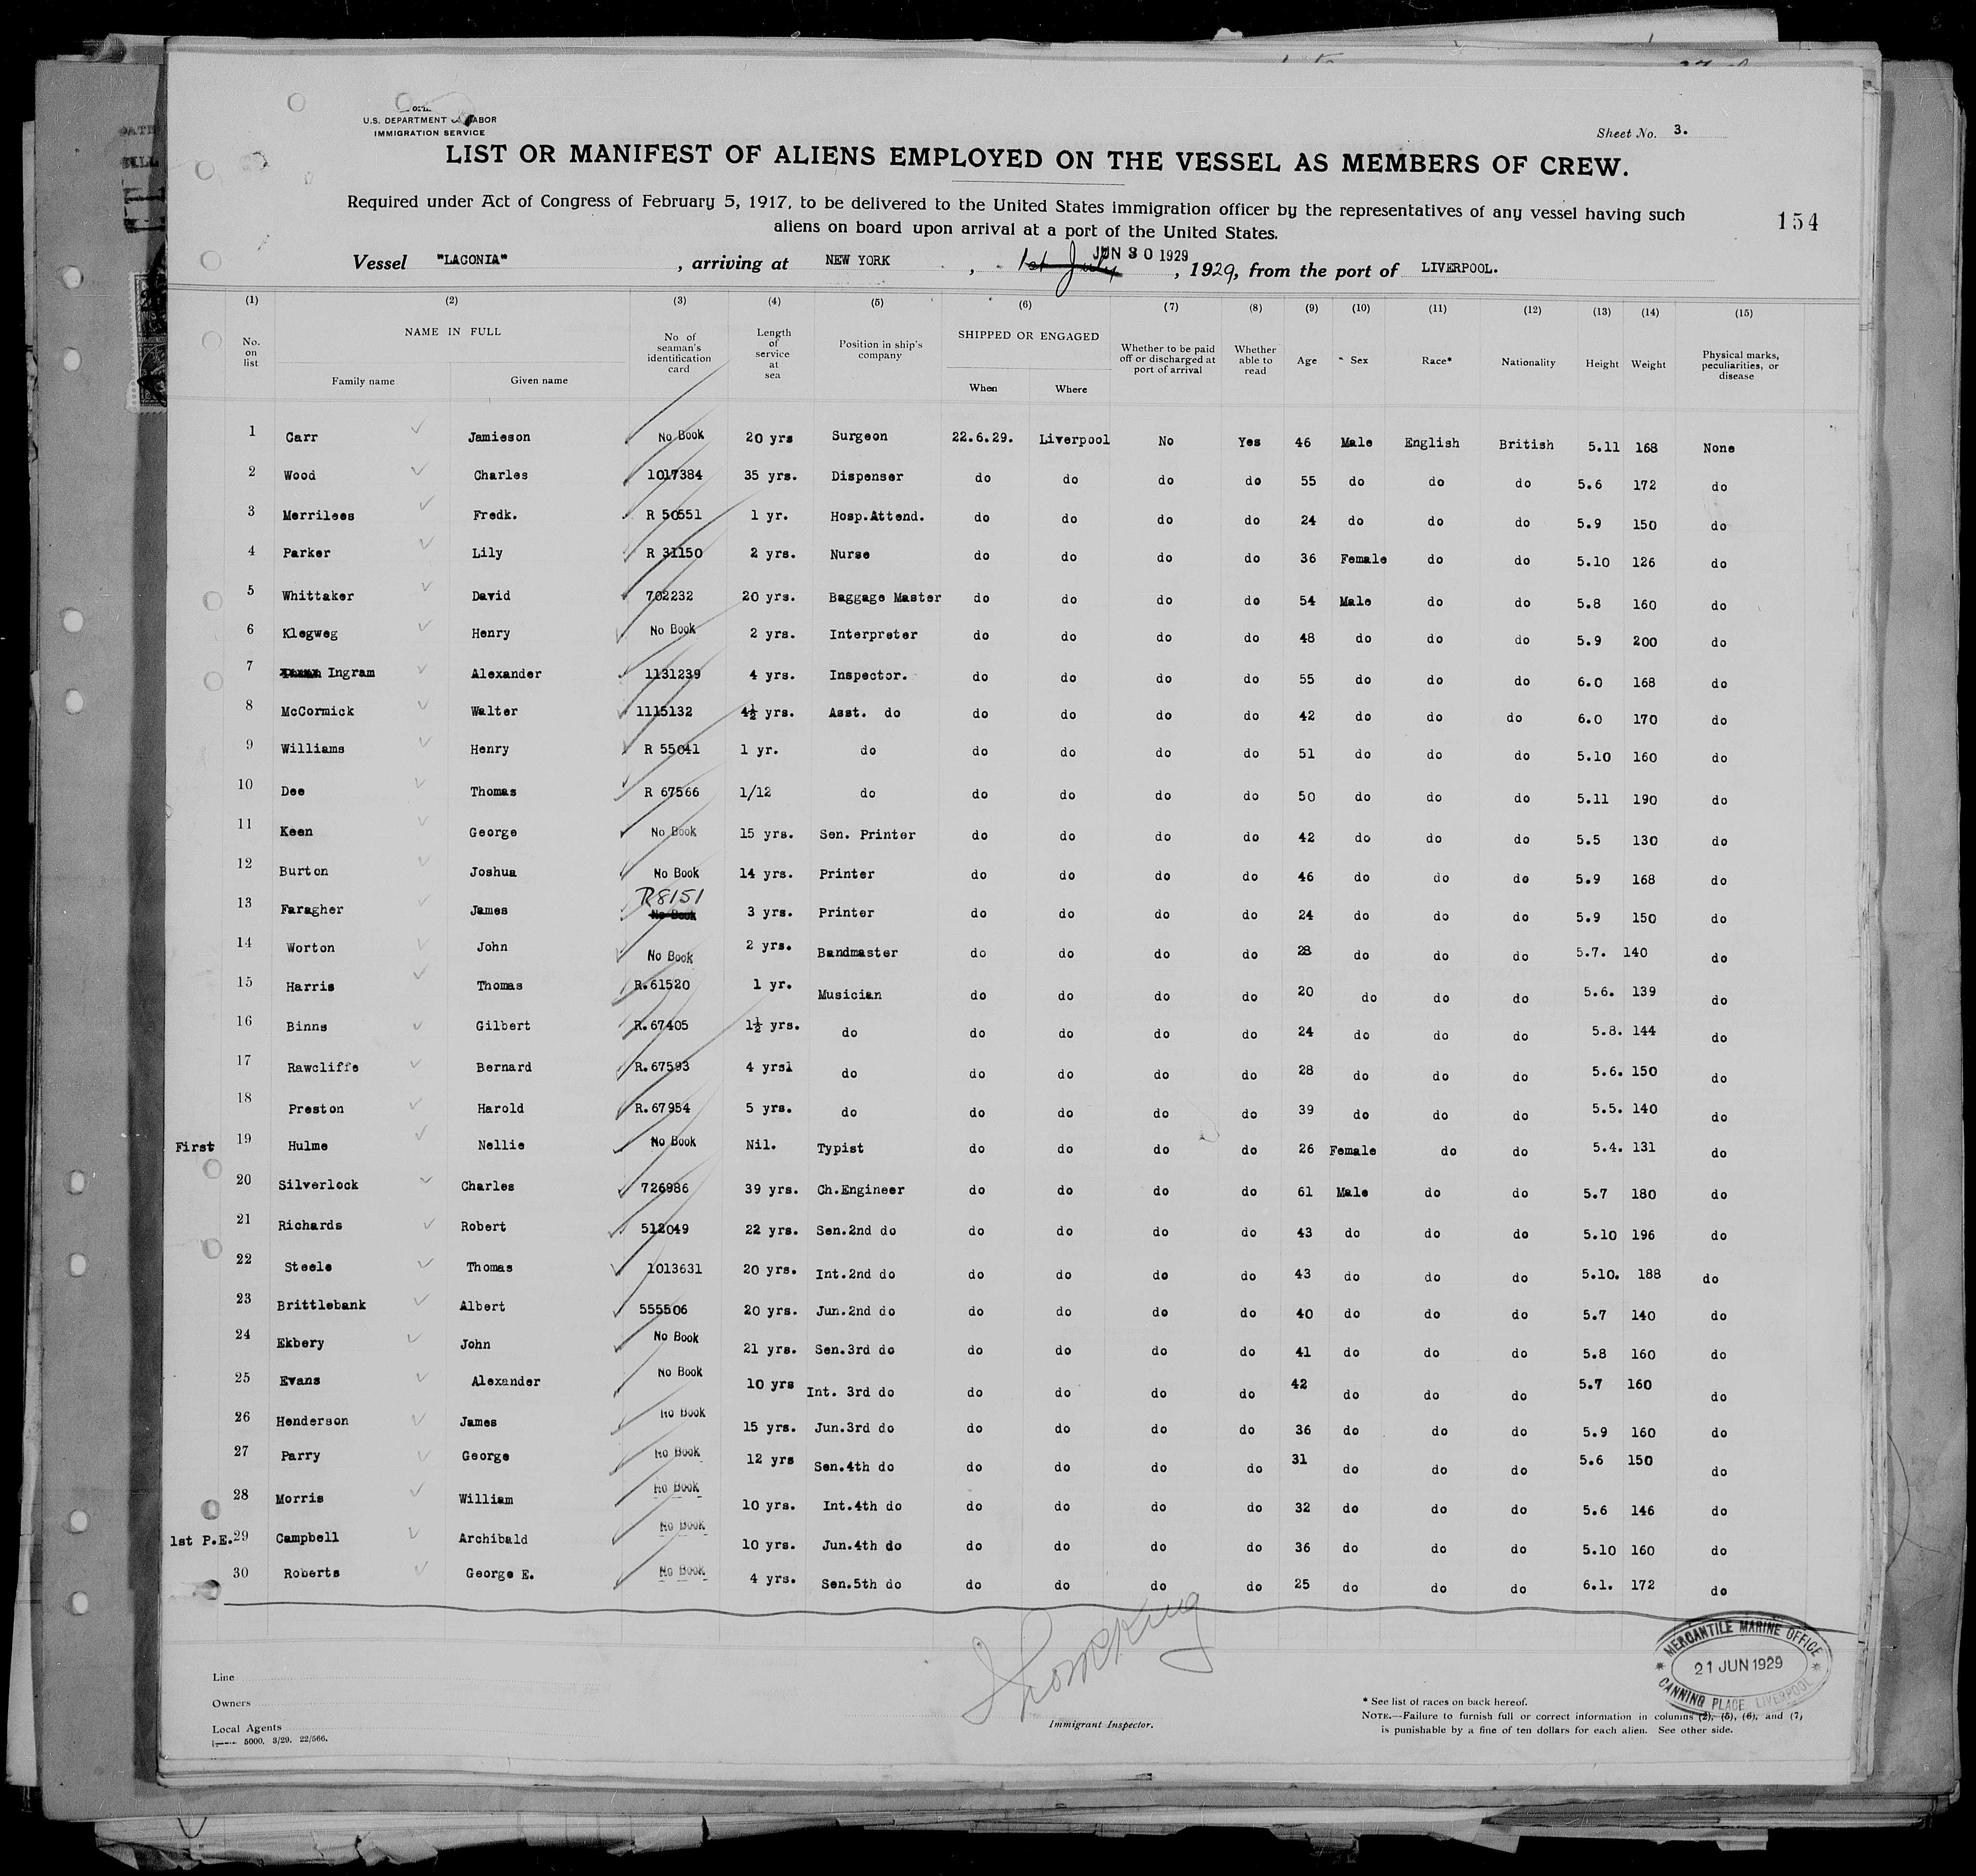 U.S. DEPARTMENT OF LABOR
IMMIGRATION SERVICE
Sheet No. 3.
LIST OR MANIFEST OF ALIENS EMPLOYED ON THE VESSEL AS MEMBERS OF CREW.
Required under Act of Congress of February 5, 1917, to be delivered to the United States immigration officer by the representatives of any vessel having such
aliens on board upon arrival at a port of the United States.
154
Vessel "LACONIA" , arriving at NEW YORK , 1st July JUN 30 1929 , 1929, from the port of LIVERPOOL.
(1) (2) (3) (4) (5) (6) (7) (8) (9) (10) (11) (12) (13) (14) (15)
No. on list NAME IN FULL Family name Given name No of seaman's identification card Length of service at sea Position in ship's company SHIPPED OR ENGAGED When Where Whether to be paid off or discharged at port of arrival Whether able to read Age Sex Race* Nationality Height Weight Physical marks, peculiarities, or disease
1 Carr Jamieson No Book 20 yrs Surgeon 22.6.29. Liverpool No Yes 46 Male English British 5.11 168 None
2 Wood Charles 1017384 35 yrs. Dispenser do do do do 55 do do do 5.6 172 do
3 Merrilees Fredk. R 50551 1 yr. Hosp.Attend. do do do do 24 do do do 5.9 150 do
4 Parker Lily R 31150 2 yrs. Nurse do do do do 36 Female do do 5.10 126 do
5 Whittaker David 702232 20 yrs. Baggage Master do do do do 54 Male do do 5.8 160 do
6 Klegweg Henry No Book 2 yrs. Interpreter do do do do 48 do do do 5.9 200 do
7 Ingram Alexander 1131239 4 yrs. Inspector. do do do do 55 do do do 6.0 168 do
8 McCormick Walter 1115132 4½ yrs. Asst. do do do do do 42 do do do 6.0 170 do
9 Williams Henry R 55041 1 yr. do do do do do 51 do do do 5.10 160 do
10 Dee Thomas R 67566 1/12 do do do do do 50 do do do 5.11 190 do
11 Keen George No Book 15 yrs. Sen. Printer do do do do 42 do do do 5.5 130 do
12 Burton Joshua No Book 14 yrs. Printer do do do do 46 do do do 5.9 168 do
13 Faragher James R8151 No Book 3 yrs. Printer do do do do 24 do do do 5.9 150 do
14 Worton John No Book 2 yrs. Bandmaster do do do do 28 do do do 5.7. 140 do
15 Harris Thomas R.61520 1 yr. Musician do do do do 20 do do do 5.6. 139 do
16 Binns Gilbert R.67405 1½ yrs. do do do do do 24 do do do 5.8. 144 do
17 Rawcliffe Bernard R.67593 4 yrsl do do do do do 28 do do do 5.6. 150 do
18 Preston Harold R.67954 5 yrs. do do do do do 39 do do do 5.5. 140 do
First 19 Hulme Nellie No Book Nil. Typist do do do do 26 Female do do 5.4. 131 do
20 Silverlock Charles 726986 39 yrs. Ch.Engineer do do do do 61 Male do do 5.7 180 do
21 Richards Robert 512049 22 yrs. Sen.2nd do do do do do 43 do do do 5.10 196 do
22 Steele Thomas 1013631 20 yrs. Int.2nd do do do do do 43 do do do 5.10. 188 do
23 Brittlebank Albert 555506 20 yrs. Jun.2nd do do do do do 40 do do do 5.7 140 do
24 Ekbery John No Book 21 yrs. Sen.3rd do do do do do 41 do do do 5.8 160 do
25 Evans Alexander No Book 10 yrs Int. 3rd do do do do do 42 do do do 5.7 160 do
26 Henderson James No Book 15 yrs. Jun.3rd do do do do do 36 do do do 5.9 160 do
27 Parry George No Book 12 yrs Sen.4th do do do do do 31 do do do 5.6 150 do
28 Morris William No Book 10 yrs. Int.4th do do do do do 32 do do do 5.6 146 do
1st P.E. 29 Campbell Archibald No Book 10 yrs. Jun.4th do do do do do 36 do do do 5.10 160 do
30 Roberts George E. No Book 4 yrs. Sen.5th do do do do do 25 do do do 6.1. 172 do
MERCANTILE MARINE OFFICE
21 JUN 1929
CANNING PLACE LIVERPOOL
Line
Owners
Local Agents
5000. 3/29. 22/566.
Immigrant Inspector.
* See list of races on back hereof.
NOTE.—Failure to furnish full or correct information in columns (2), (5), (6), and (7)
is punishable by a fine of ten dollars for each alien. See other side.